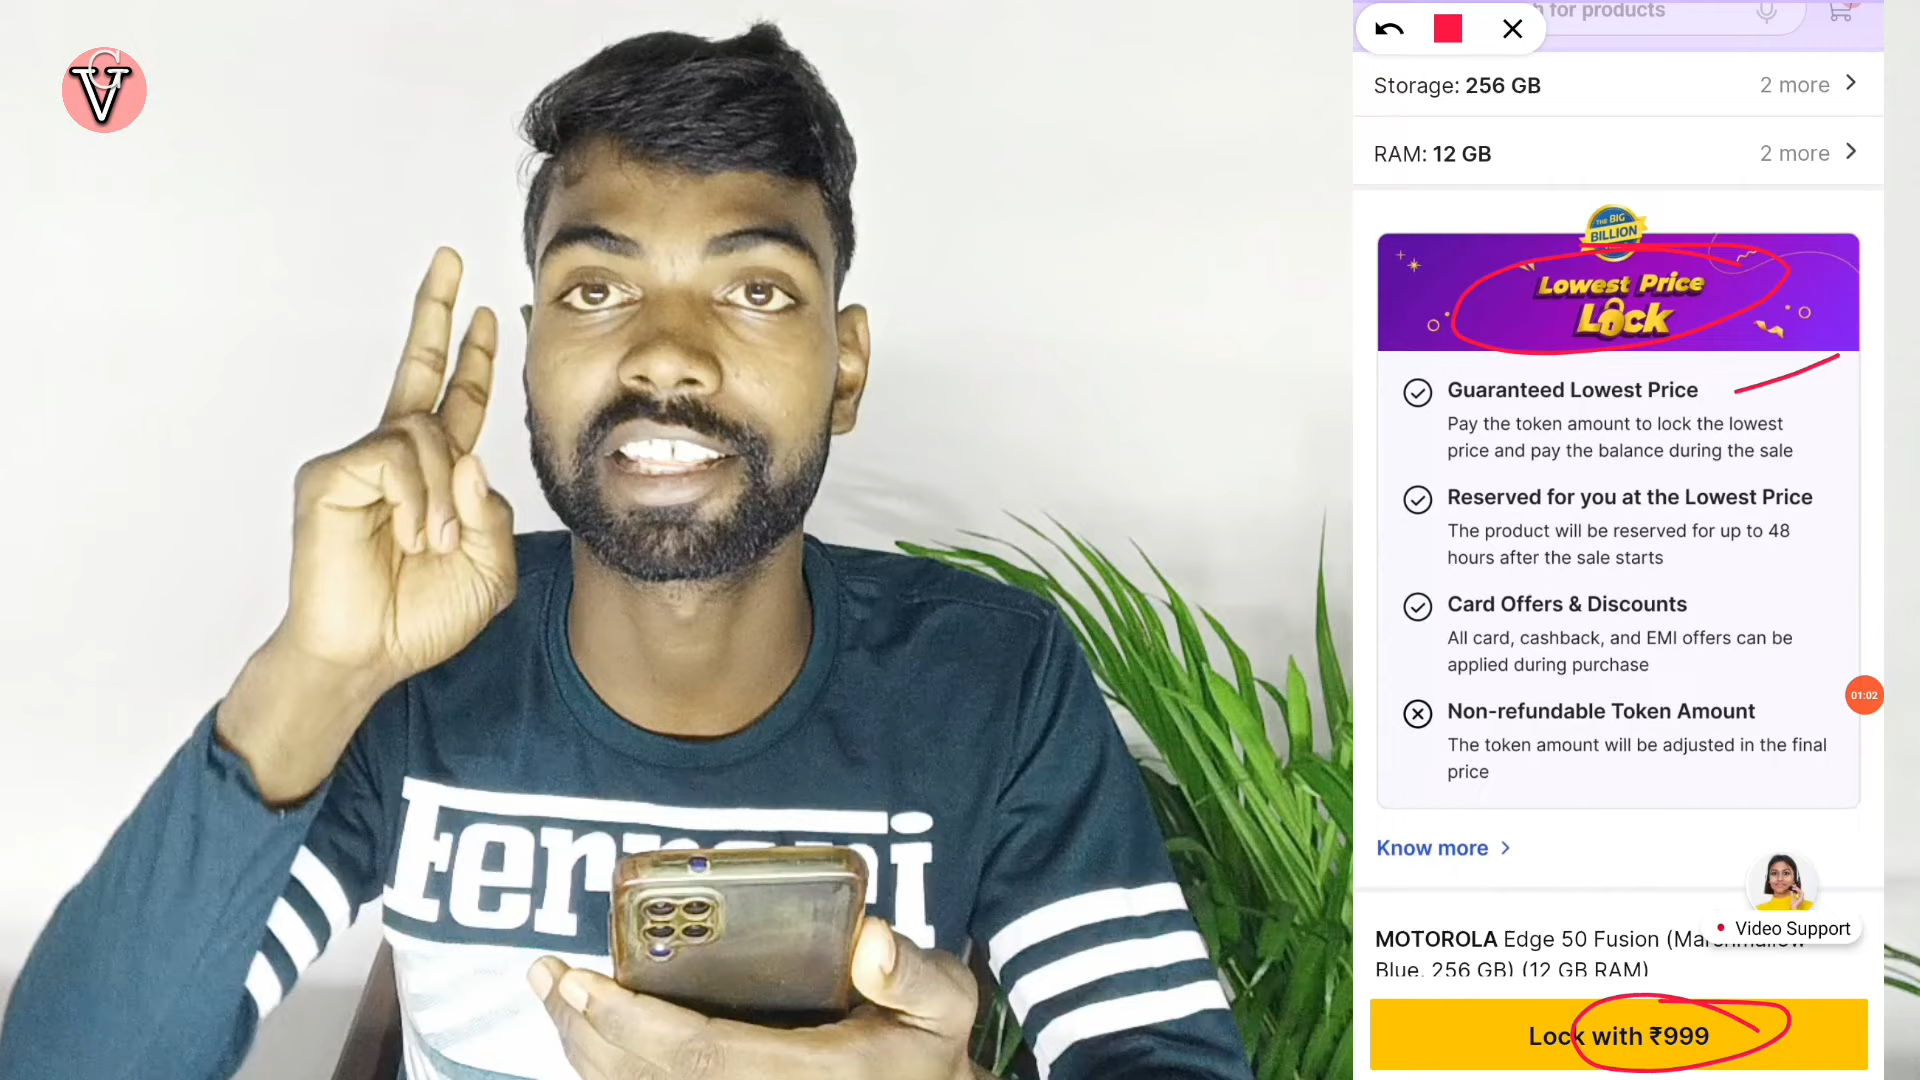 VG
h for products
Storage: 256 GB
2 more
RAM: 12 GB
2 more
THE BIG
BILLION
Lowest Price
Lock
Guaranteed Lowest Price
Pay the token amount to lock the lowest
price and pay the balance during the sale
Reserved for you at the Lowest Price
The product will be reserved for up to 48
hours after the sale starts
Card Offers & Discounts
All card, cashback, and EMI offers can be
applied during purchase
01:02
Non-refundable Token Amount
The token amount will be adjusted in the final
price
Know more
Video Support
MOTOROLA Edge 50 Fusion
Blue, 256 GB) (12 GB RAM)
Lock with ₹999
Ferrari